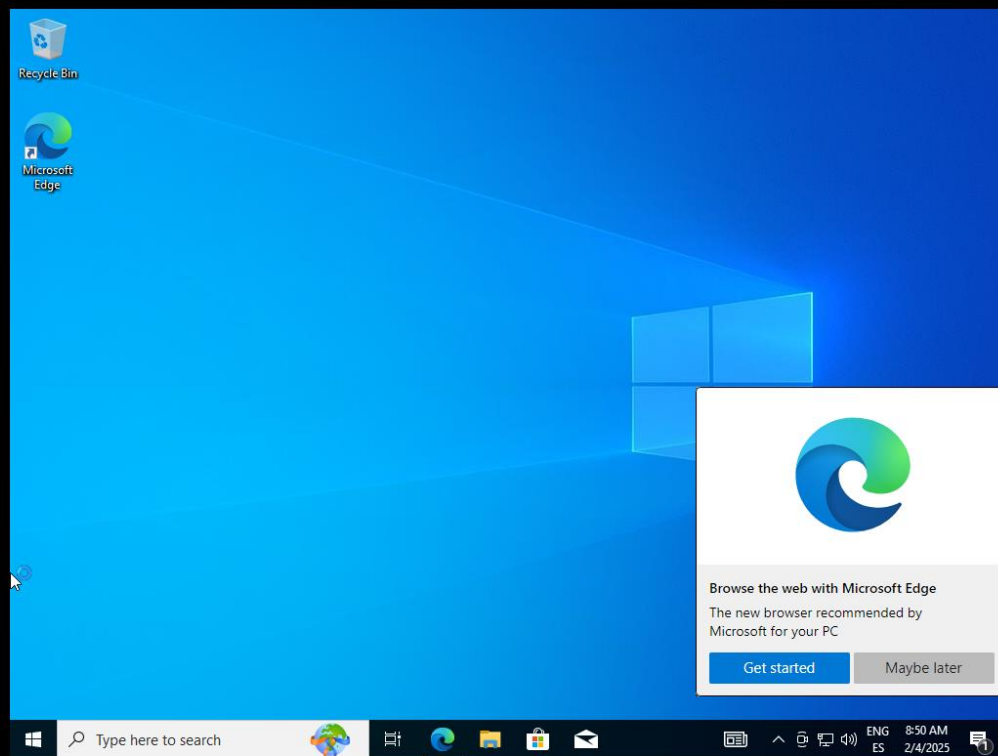 Recycle Bin
Microsoft
Edge
Browse the web with Microsoft Edge
The new browser recommended by
Microsoft for your PC
Get started
Maybe later
Type here to search
ENG
ES
8:50 AM
2/4/2025
1